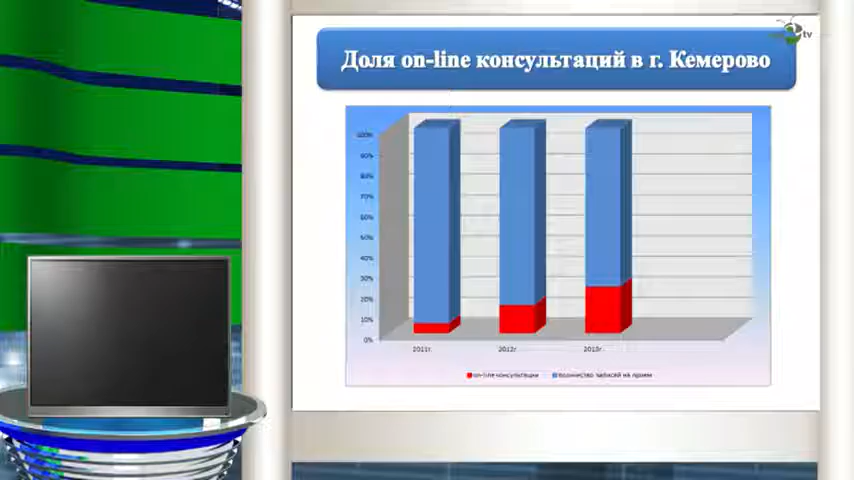 tv
Доля on-line консультаций в г. Кемерово
100%
90%
80%
70%
60%
50%
40%
30%
20%
10%
0%
2011г. 2012г. 2013г.
on-line консультации количество записей на прием